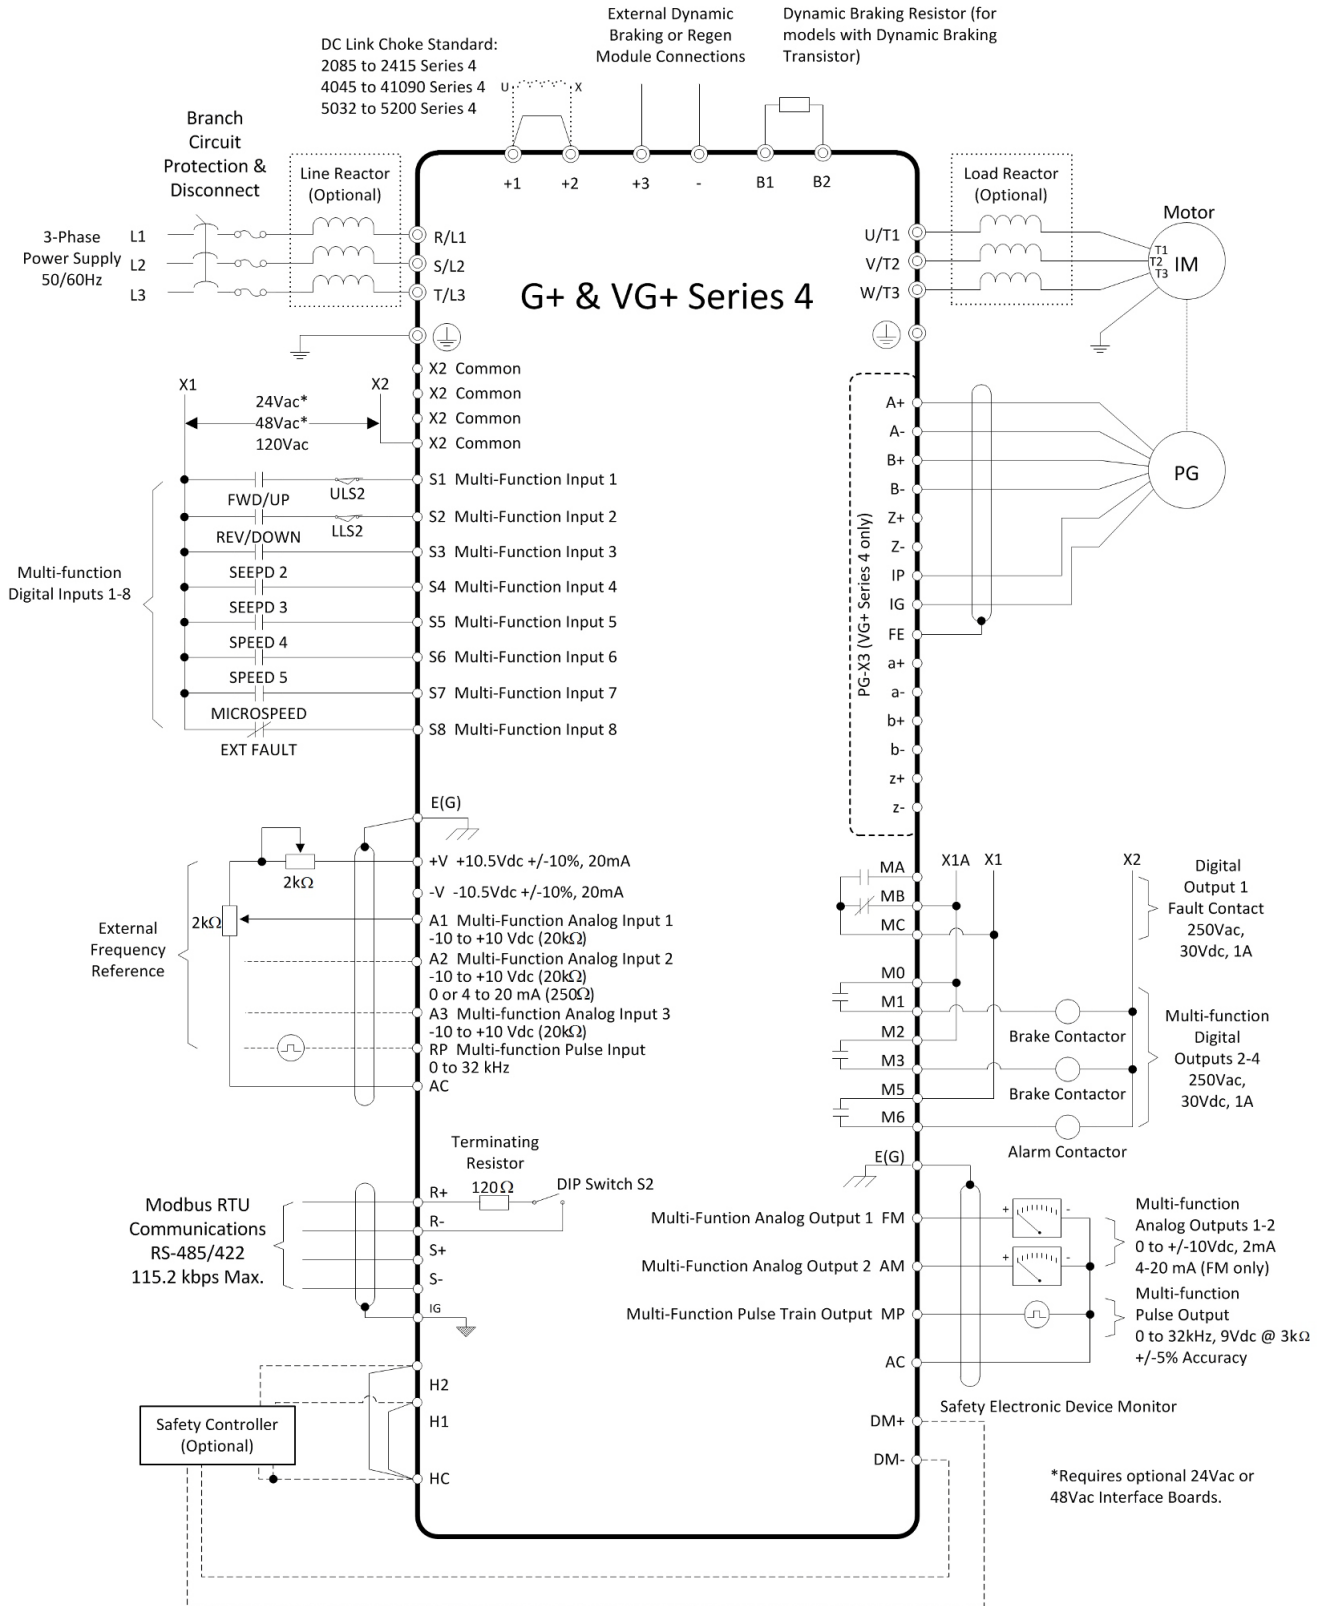 External Dynamic
Braking or Regen
Module Connections
Dynamic Braking Resistor (for
models with Dynamic Braking
Transistor)
DC Link Choke Standard:
2085 to 2415 Series 4
4045 to 41090 Series 4
5032 to 5200 Series 4
U
X
Branch
Circuit
Protection &
Disconnect
Line Reactor
(Optional)
+1
+2
+3
-
B1
B2
Load Reactor
(Optional)
Motor
3-Phase
Power Supply
50/60Hz
L1
L2
L3
R/L1
S/L2
T/L3
G+ & VG+ Series 4
U/T1
V/T2
W/T3
T1
T2
T3
IM
X1
X2
24Vac*
48Vac*
120Vac
X2 Common
X2 Common
X2 Common
X2 Common
Multi-function
Digital Inputs 1-8
FWD/UP
ULS2
REV/DOWN
LLS2
SEEPD 2
SEEPD 3
SPEED 4
SPEED 5
MICROSPEED
EXT FAULT
S1 Multi-Function Input 1
S2 Multi-Function Input 2
S3 Multi-Function Input 3
S4 Multi-Function Input 4
S5 Multi-Function Input 5
S6 Multi-Function Input 6
S7 Multi-Function Input 7
S8 Multi-Function Input 8
PG-X3 (VG+ Series 4 only)
A+
A-
B+
B-
Z+
Z-
IP
IG
FE
a+
a-
b+
b-
z+
z-
PG
E(G)
External
Frequency
Reference
2kΩ
2kΩ
+V +10.5Vdc +/-10%, 20mA
-V -10.5Vdc +/-10%, 20mA
A1 Multi-Function Analog Input 1
-10 to +10 Vdc (20kΩ)
A2 Multi-Function Analog Input 2
-10 to +10 Vdc (20kΩ)
0 or 4 to 20 mA (250Ω)
A3 Multi-function Analog Input 3
-10 to +10 Vdc (20kΩ)
RP Multi-function Pulse Input
0 to 32 kHz
AC
MA
MB
MC
M0
M1
M2
M3
M5
M6
X1A
X1
X2
Digital
Output 1
Fault Contact
250Vac,
30Vdc, 1A
Brake Contactor
Brake Contactor
Alarm Contactor
Multi-function
Digital
Outputs 2-4
250Vac,
30Vdc, 1A
Modbus RTU
Communications
RS-485/422
115.2 kbps Max.
Terminating
Resistor
120Ω
DIP Switch S2
R+
R-
S+
S-
IG
E(G)
Multi-Funtion Analog Output 1 FM
Multi-Function Analog Output 2 AM
Multi-Function Pulse Train Output MP
AC
+
-
+
-
Multi-function
Analog Outputs 1-2
0 to +/-10Vdc, 2mA
4-20 mA (FM only)
Multi-function
Pulse Output
0 to 32kHz, 9Vdc @ 3kΩ
+/-5% Accuracy
H2
H1
HC
Safety Controller
(Optional)
Safety Electronic Device Monitor
DM+
DM-
*Requires optional 24Vac or
48Vac Interface Boards.